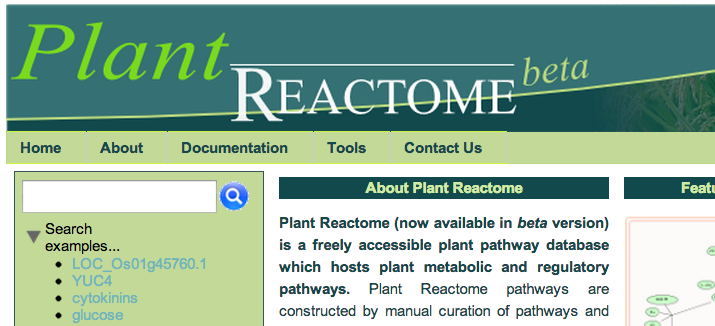 Plant
REACTOME beta
Home About Documentation Tools Contact Us
About Plant Reactome
Search
examples...
LOC_Os01g45760.1
YUC4
cytokinins
glucose
Plant Reactome (now available in beta version)
is a freely accessible plant pathway database
which hosts plant metabolic and regulatory
pathways. Plant Reactome pathways are
constructed by manual curation of pathways and